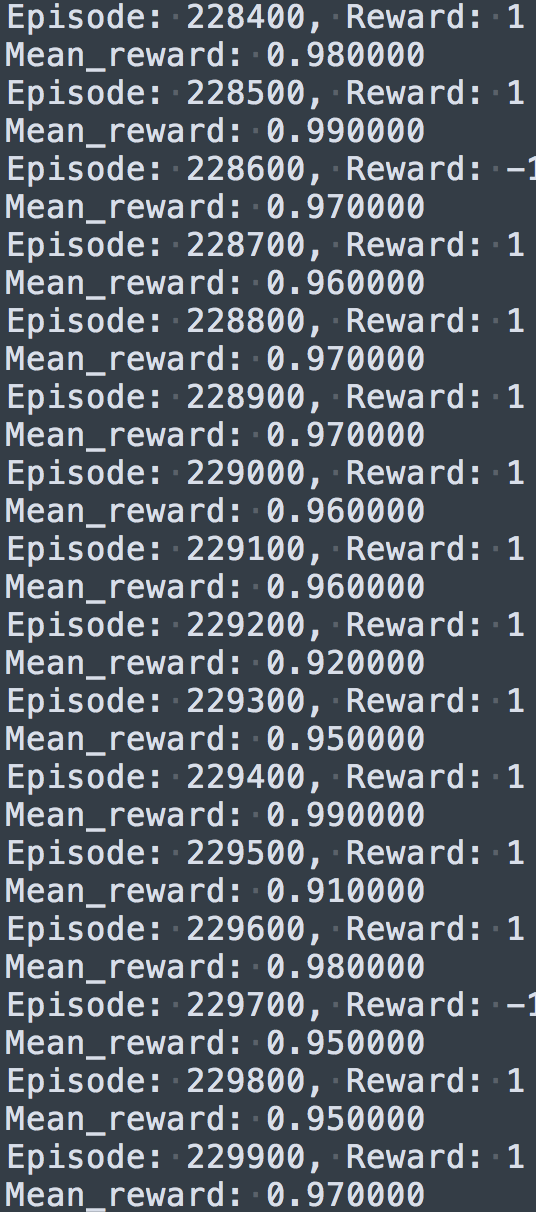 Episode: 228400, Reward: 1
Mean_reward: 0.980000
Episode: 228500, Reward: 1
Mean_reward: 0.990000
Episode: 228600, Reward: -1
Mean_reward: 0.970000
Episode: 228700, Reward: 1
Mean_reward: 0.960000
Episode: 228800, Reward: 1
Mean_reward: 0.970000
Episode: 228900, Reward: 1
Mean_reward: 0.970000
Episode: 229000, Reward: 1
Mean_reward: 0.960000
Episode: 229100, Reward: 1
Mean_reward: 0.960000
Episode: 229200, Reward: 1
Mean_reward: 0.920000
Episode: 229300, Reward: 1
Mean_reward: 0.950000
Episode: 229400, Reward: 1
Mean_reward: 0.990000
Episode: 229500, Reward: 1
Mean_reward: 0.910000
Episode: 229600, Reward: 1
Mean_reward: 0.980000
Episode: 229700, Reward: -1
Mean_reward: 0.950000
Episode: 229800, Reward: 1
Mean_reward: 0.950000
Episode: 229900, Reward: 1
Mean_reward: 0.970000